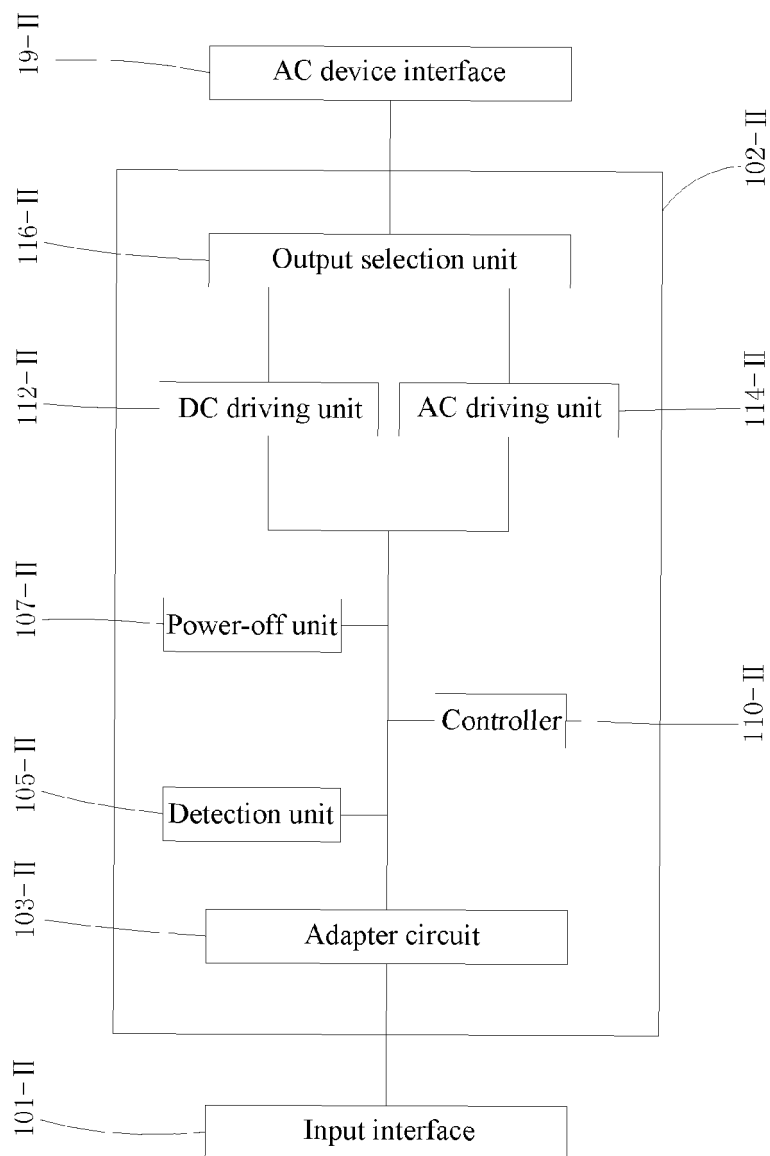 19-II
AC device interface
102-II
116-II
Output selection unit
112-II
DC driving unit
AC driving unit
114-II
107-II
Power-off unit
Controller
110-II
105-II
Detection unit
103-II
Adapter circuit
101-II
Input interface